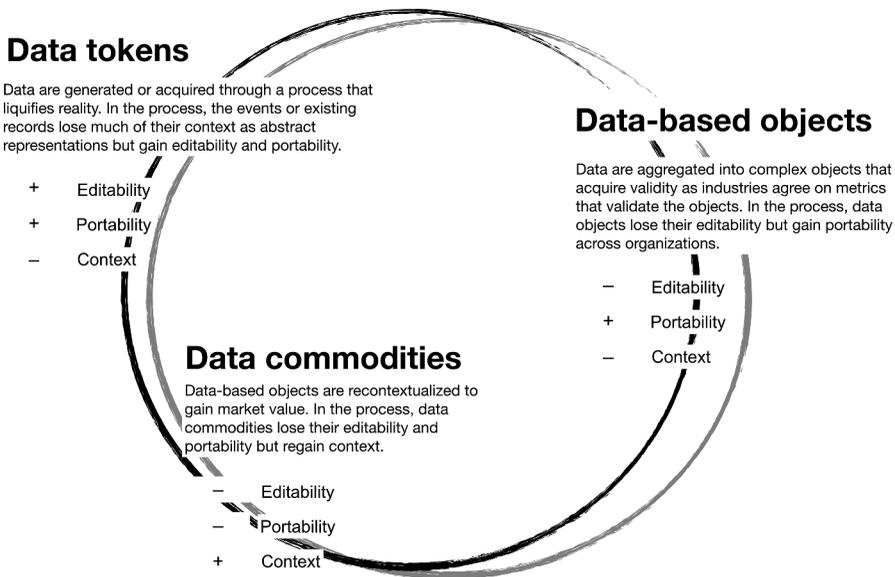 Data tokens
Data are generated or acquired through a process that
liquifies reality. In the process, the events or existing
records lose much of their context as abstract
representations but gain editability and portability.
+ Editability
+ Portability
– Context
Data-based objects
Data are aggregated into complex objects that
acquire validity as industries agree on metrics
that validate the objects. In the process, data
objects lose their editability but gain portability
across organizations.
– Editability
+ Portability
– Context
Data commodities
Data-based objects are recontextualized to
gain market value. In the process, data
commodities lose their editability and
portability but regain context.
– Editability
– Portability
+ Context